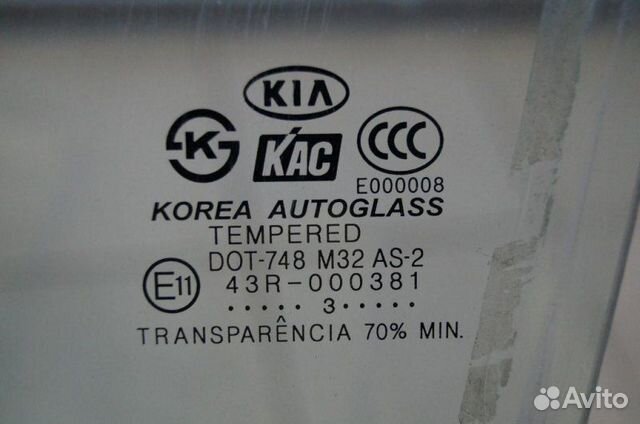 KIA
K
KAC
CCC
E000008
KOREA AUTOGLASS
TEMPERED
DOT-748 M32 AS-2
E11
43R-000381
····· 3 ·····
TRANSPARÊNCIA 70% MIN.
Avito